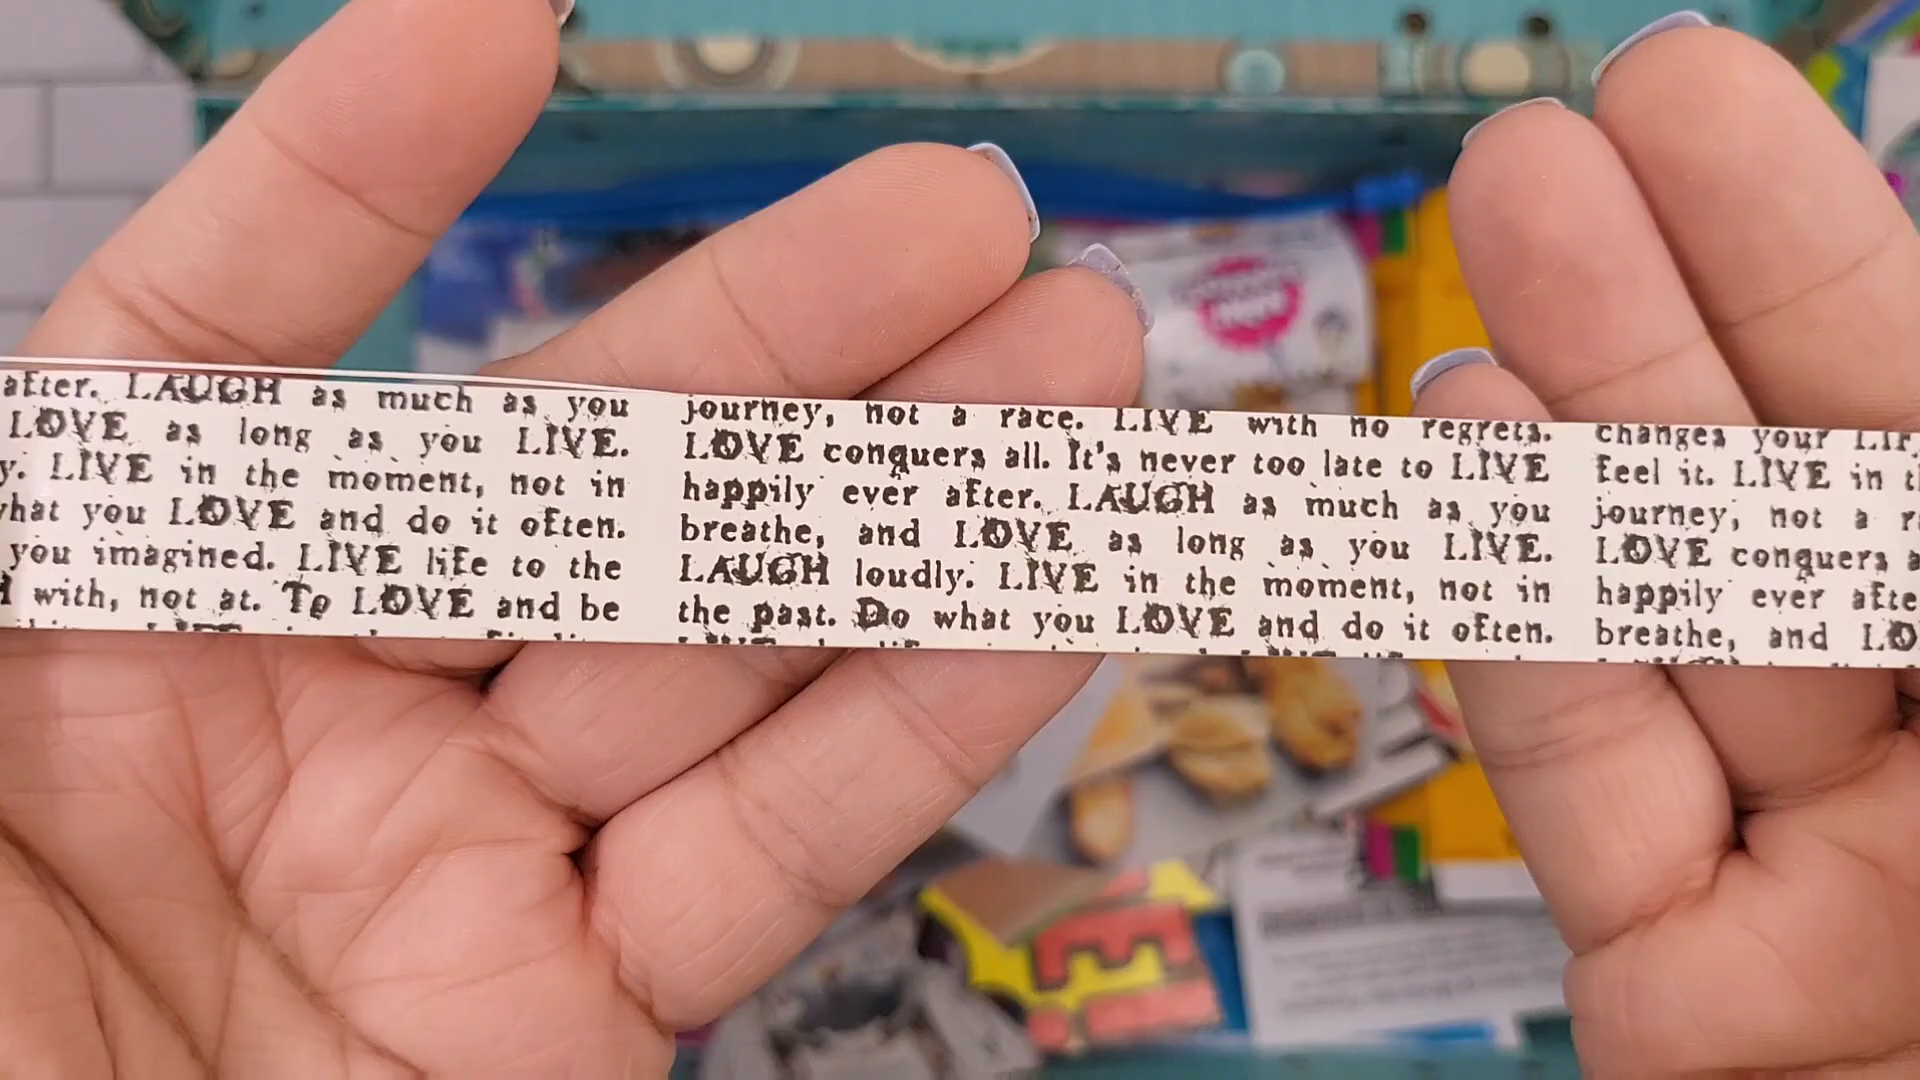 after. LAUGH as much as you
LOVE as long as you LIVE.
y. LIVE in the moment, not in
what you LOVE and do it often.
you imagined. LIVE life to the
with, not at. To LOVE and be
journey, not a race. LIVE with no regrets.
LOVE conquers all. It's never too late to LIVE
happily ever after. LAUGH as much as you
breathe, and LOVE as long as you LIVE.
LAUGH loudly. LIVE in the moment, not in
the past. Do what you LOVE and do it often.
changes your
feel it. LIVE in
journey, not a
LOVE conquers
happily ever
breathe, and